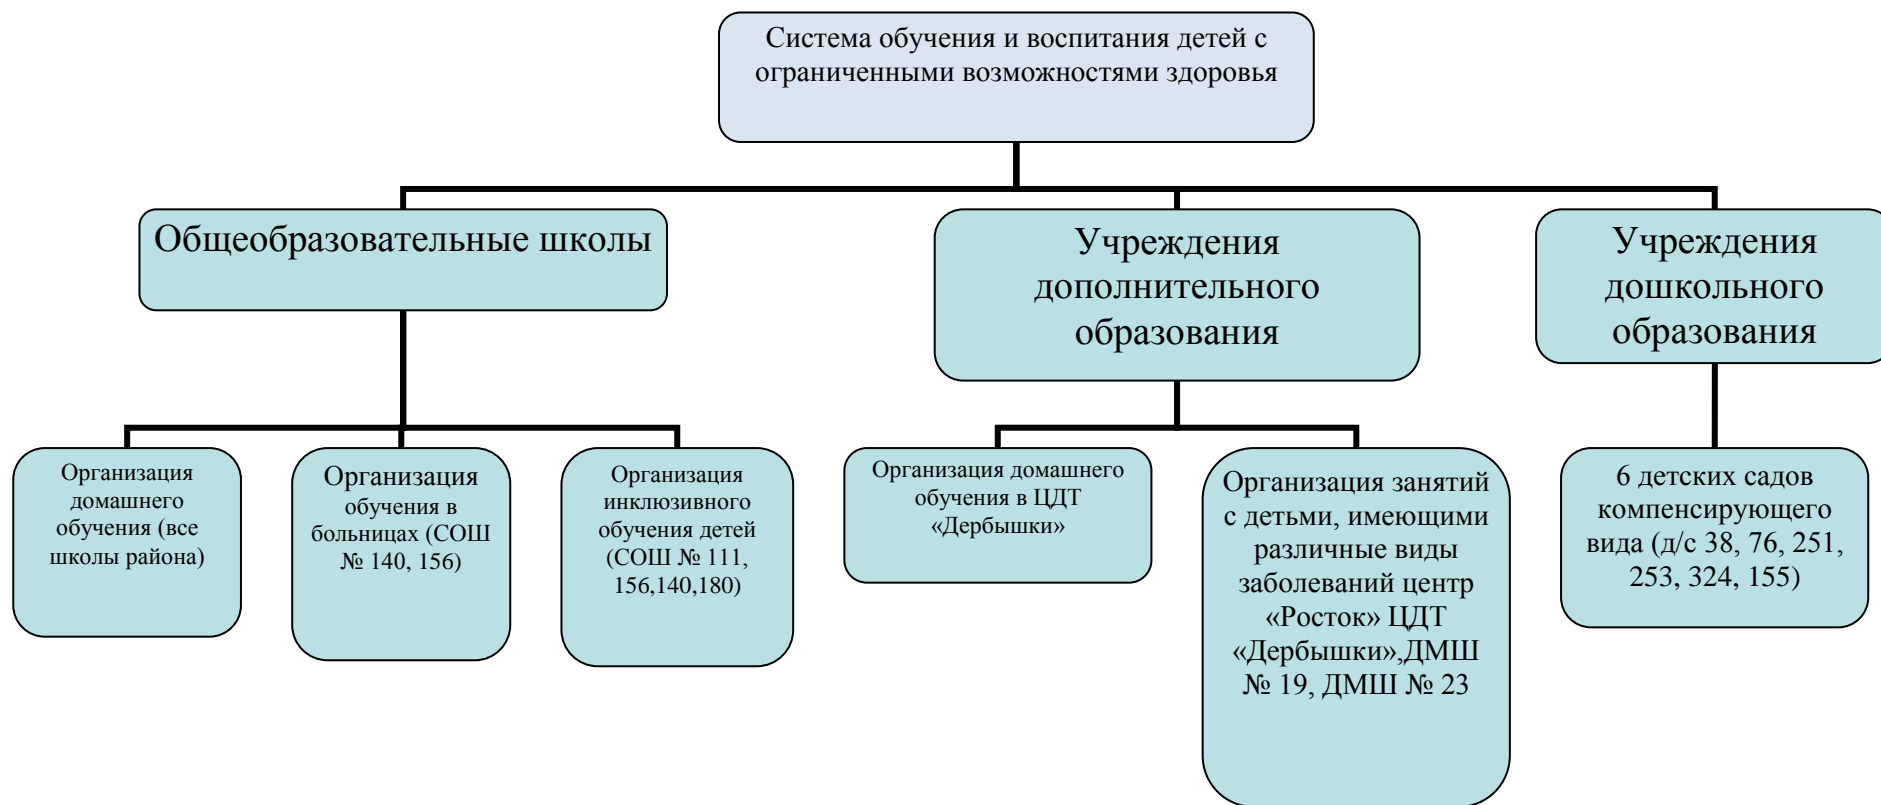 Система обучения и воспитания детей с
ограниченными возможностями здоровья
Общеобразовательные школы
Учреждения
дополнительного
образования
Учреждения
дошкольного
образования
Организация
домашнего
обучения (все
школы района)
Организация
обучения в
больницах (СОШ
№ 140, 156)
Организация
инклюзивного
обучения детей
(СОШ № 111,
156,140,180)
Организация домашнего
обучения в ЦДТ
«Дербышки»
Организация занятий
с детьми, имеющими
различные виды
заболеваний центр
«Росток» ЦДТ
«Дербышки»,ДМШ
№ 19, ДМШ № 23
6 детских садов
компенсирующего
вида (д/с 38, 76, 251,
253, 324, 155)